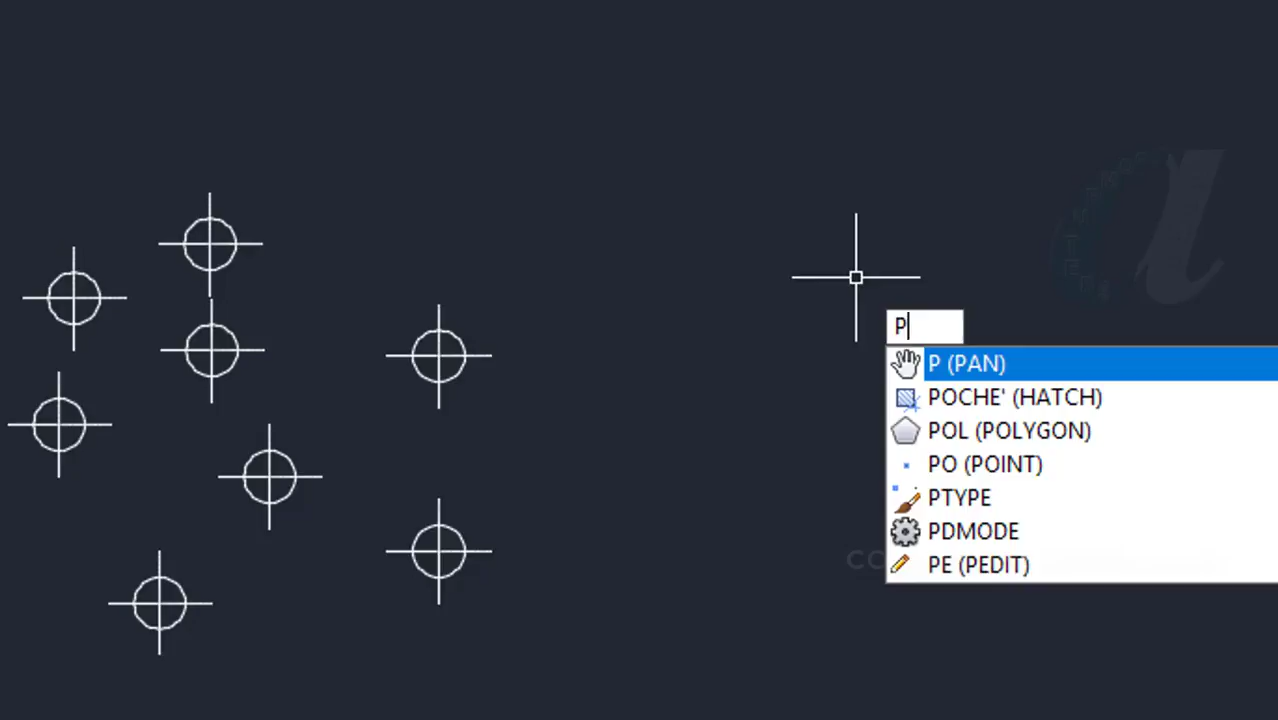 P
P (PAN)
POCHE' (HATCH)
POL (POLYGON)
PO (POINT)
PTYPE
PDMODE
PE (PEDIT)